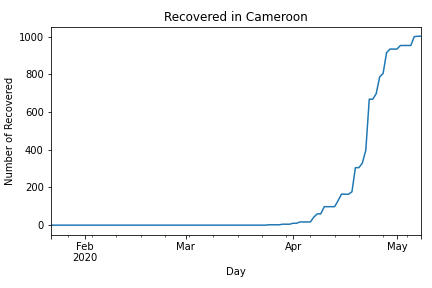 Recovered in Cameroon
Number of Recovered
1000
800
600
400
200
0
Feb
2020
Mar
Apr
May
Day